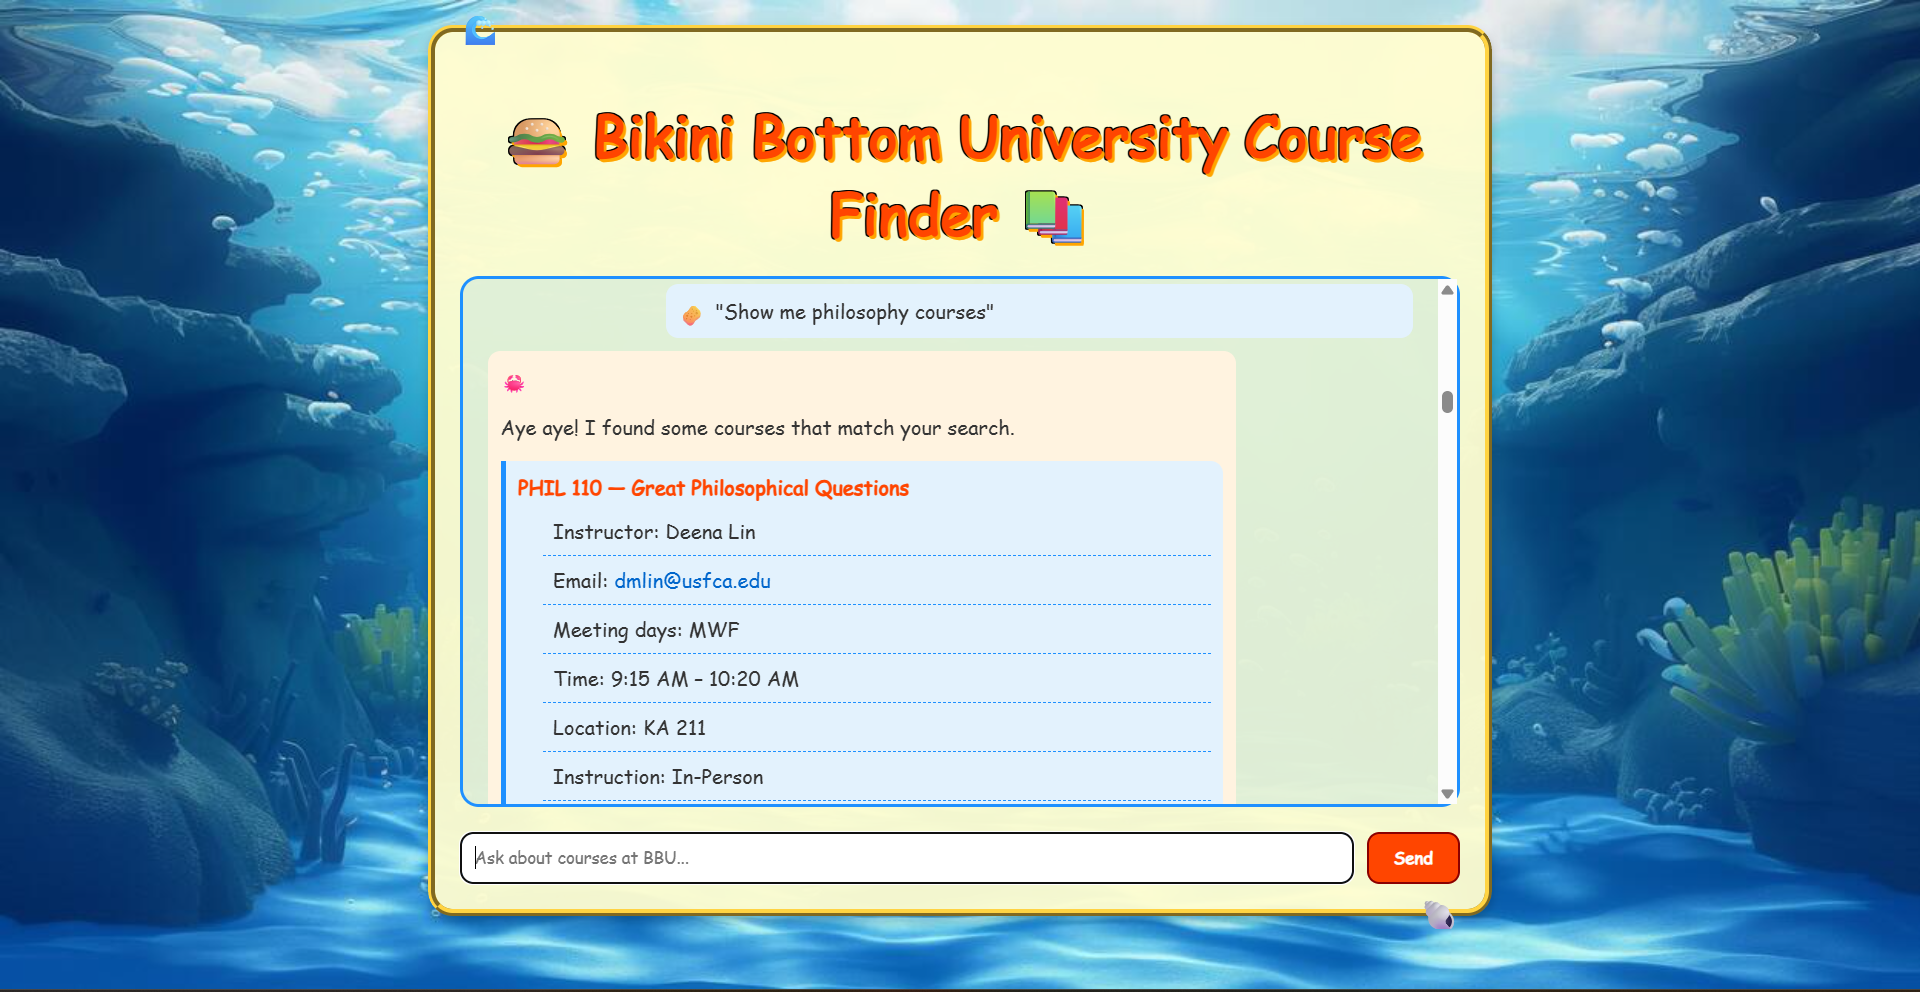 Bikini Bottom University Course
Finder
"Show me philosophy courses"
Aye aye! I found some courses that match your search.
PHIL 110 — Great Philosophical Questions
Instructor: Deena Lin
Email: dmlin@usfca.edu
Meeting days: MWF
Time: 9:15 AM – 10:20 AM
Location: KA 211
Instruction: In-Person
Ask about courses at BBU...
Send